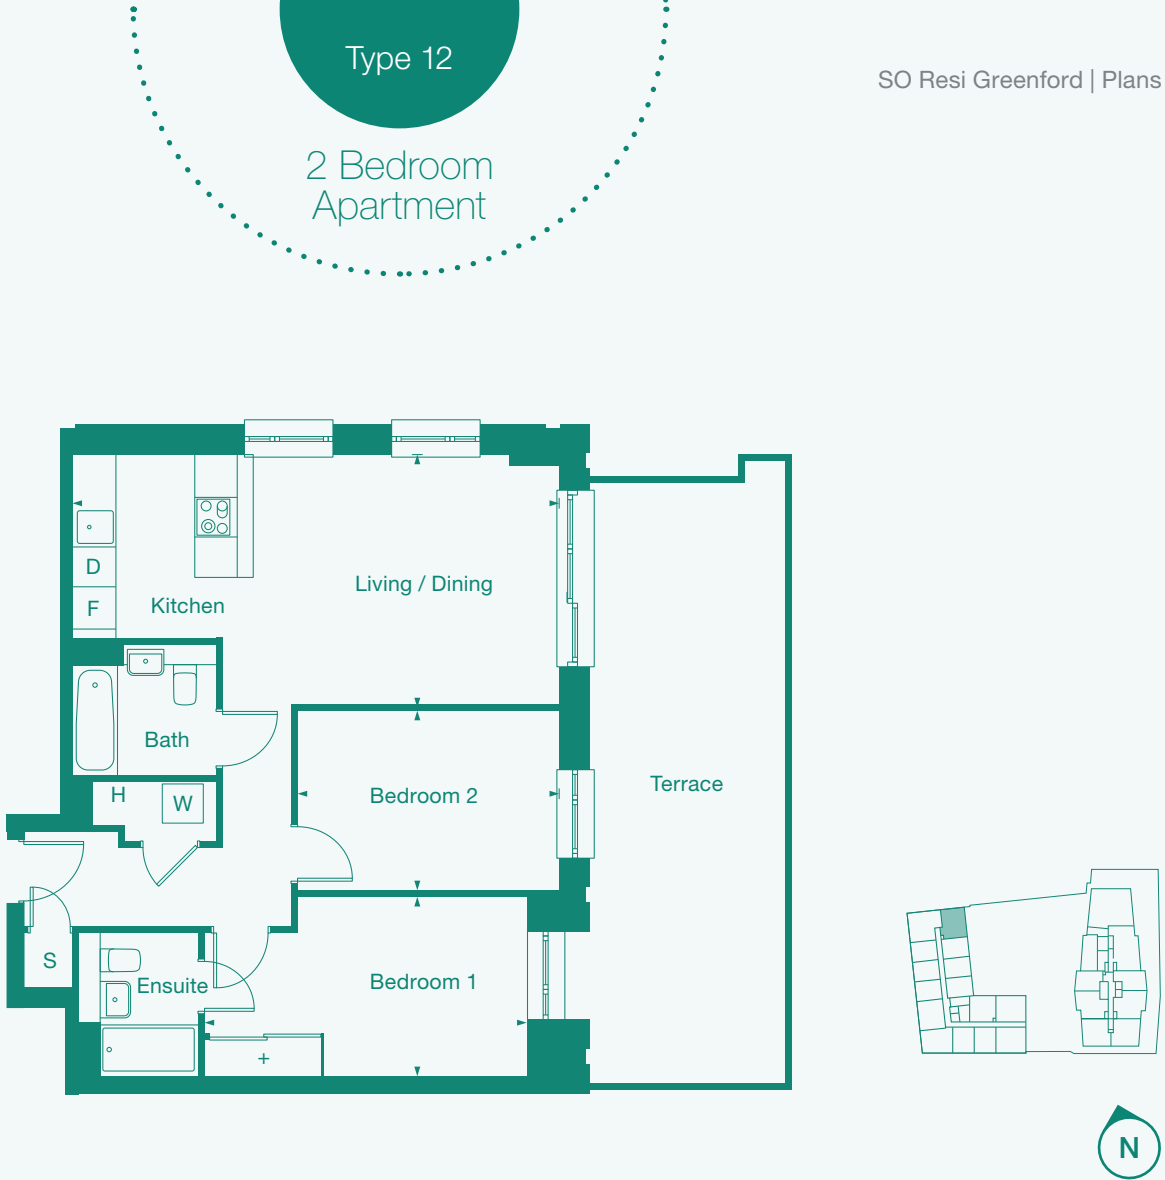 Type 12
SO Resi Greenford | Plans
2 Bedroom
Apartment
D
F
Kitchen
Living / Dining
Bath
H
W
Bedroom 2
Terrace
S
Ensuite
Bedroom 1
+
N